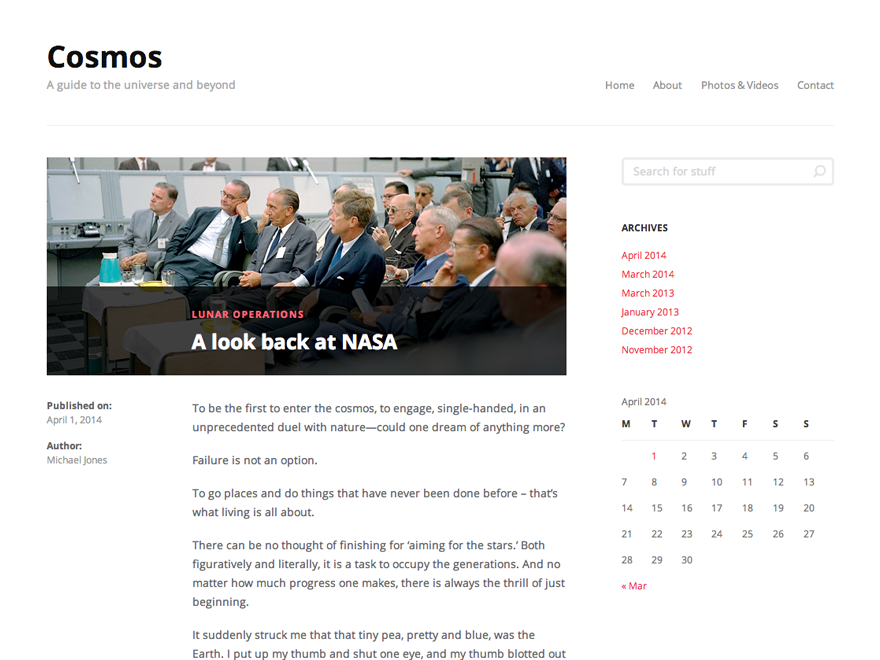 Cosmos
A guide to the universe and beyond
Home About Photos & Videos Contact
LUNAR OPERATIONS
A look back at NASA
Published on:
April 1, 2014
Author:
Michael Jones
To be the first to enter the cosmos, to engage, single-handed, in an
unprecedented duel with nature—could one dream of anything more?
Failure is not an option.
To go places and do things that have never been done before – that’s
what living is all about.
There can be no thought of finishing for ‘aiming for the stars.’ Both
figuratively and literally, it is a task to occupy the generations. And no
matter how much progress one makes, there is always the thrill of just
beginning.
It suddenly struck me that that tiny pea, pretty and blue, was the
Earth. I put up my thumb and shut one eye, and my thumb blotted out
Search for stuff
ARCHIVES
April 2014
March 2014
March 2013
January 2013
December 2012
November 2012
April 2014
M T W T F S S
1 2 3 4 5 6
7 8 9 10 11 12 13
14 15 16 17 18 19 20
21 22 23 24 25 26 27
28 29 30
« Mar